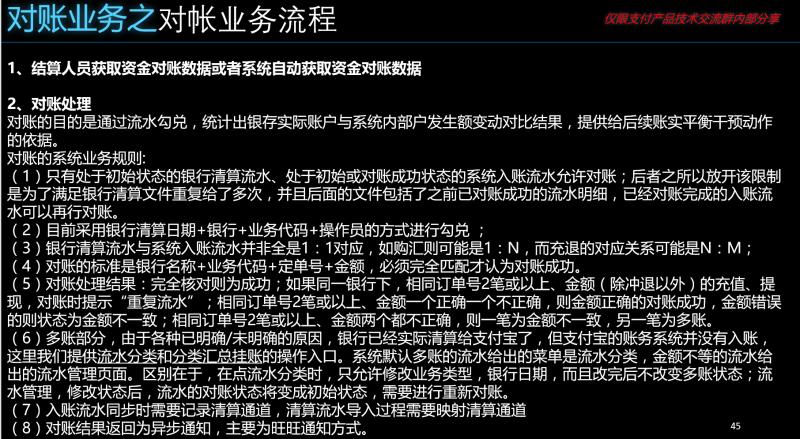 对账业务之对帐业务流程
仅限支付产品技术交流群内部分享
1、结算人员获取资金对账数据或者系统自动获取资金对账数据
2、对账处理
对账的目的是通过流水勾兑，统计出银存实际账户与系统内部户发生额变动对比结果，提供给后续账实平衡干预动作
的依据。
对账的系统业务规则:
（1）只有处于初始状态的银行清算流水、处于初始或对账成功状态的系统入账流水允许对账；后者之所以放开该限制
是为了满足银行清算文件重复给了多次，并且后面的文件包括了之前已对账成功的流水明细，已经对账完成的入账流
水可以再行对账。
（2）目前采用银行清算日期+银行+业务代码+操作员的方式进行勾兑 ；
（3）银行清算流水与系统入账流水并非全是1：1对应，如购汇则可能是1：N，而充退的对应关系可能是N：M；
（4）对账的标准是银行名称+业务代码+定单号+金额，必须完全匹配才认为对账成功。
（5）对账处理结果：完全核对则为成功；如果同一银行下，相同订单号2笔或以上、金额（除冲退以外）的充值、提
现，对账时提示“重复流水”；相同订单号2笔或以上、金额一个正确一个不正确，则金额正确的对账成功，金额错误
的则状态为金额不一致；相同订单号2笔或以上、金额两个都不正确，则一笔为金额不一致，另一笔为多账。
（6）多账部分，由于各种已明确/未明确的原因，银行已经实际清算给支付宝了，但支付宝的账务系统并没有入账，
这里我们提供流水分类和分类汇总挂账的操作入口。系统默认多账的流水给出的菜单是流水分类，金额不等的流水给
出的流水管理页面。区别在于，在点流水分类时，只允许修改业务类型，银行日期，而且改完后不改变多账状态；流
水管理，修改状态后，流水的对账状态将变成初始状态，需要进行重新对账。
（7）入账流水同步时需要记录清算通道，清算流水导入过程需要映射清算通道
（8）对账结果返回为异步通知，主要为旺旺通知方式。
45